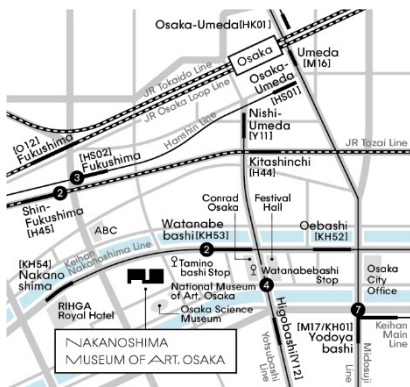 Osaka-Umeda[HK01]
Osaka
Umeda
[M16]
Osaka-
Umeda
[HS01]
JR Tokaido Line
JR Osaka Loop Line
Hanshin Line
[O12]
Fukushima
[HS02]
Fukushima
3
Nishi-
Umeda
[Y11]
JR Tozai Line
Kitashinchi
[H44]
2
Shin-
Fukushima
[H45]
ABC
Conrad
Osaka
Festival
Hall
Watanabe
bashi[KH53]
2
Oebashi
[KH52]
Keihan
Nakanoshima Line
[KH54]
Nakano
shima
Tamino
bashi Stop
Watanabebashi
Stop
Osaka
City
Office
National Museum
of Art, Osaka
4
RIHGA
Royal Hotel
Osaka Science
Museum
Higobashi[Y12]
7
[M17/KH01]
Yodoya
bashi
Keihan
Main Line
Yotsubashi
Line
Midosuji
Line
NAKANOSHIMA
MUSEUM OF ART, OSAKA